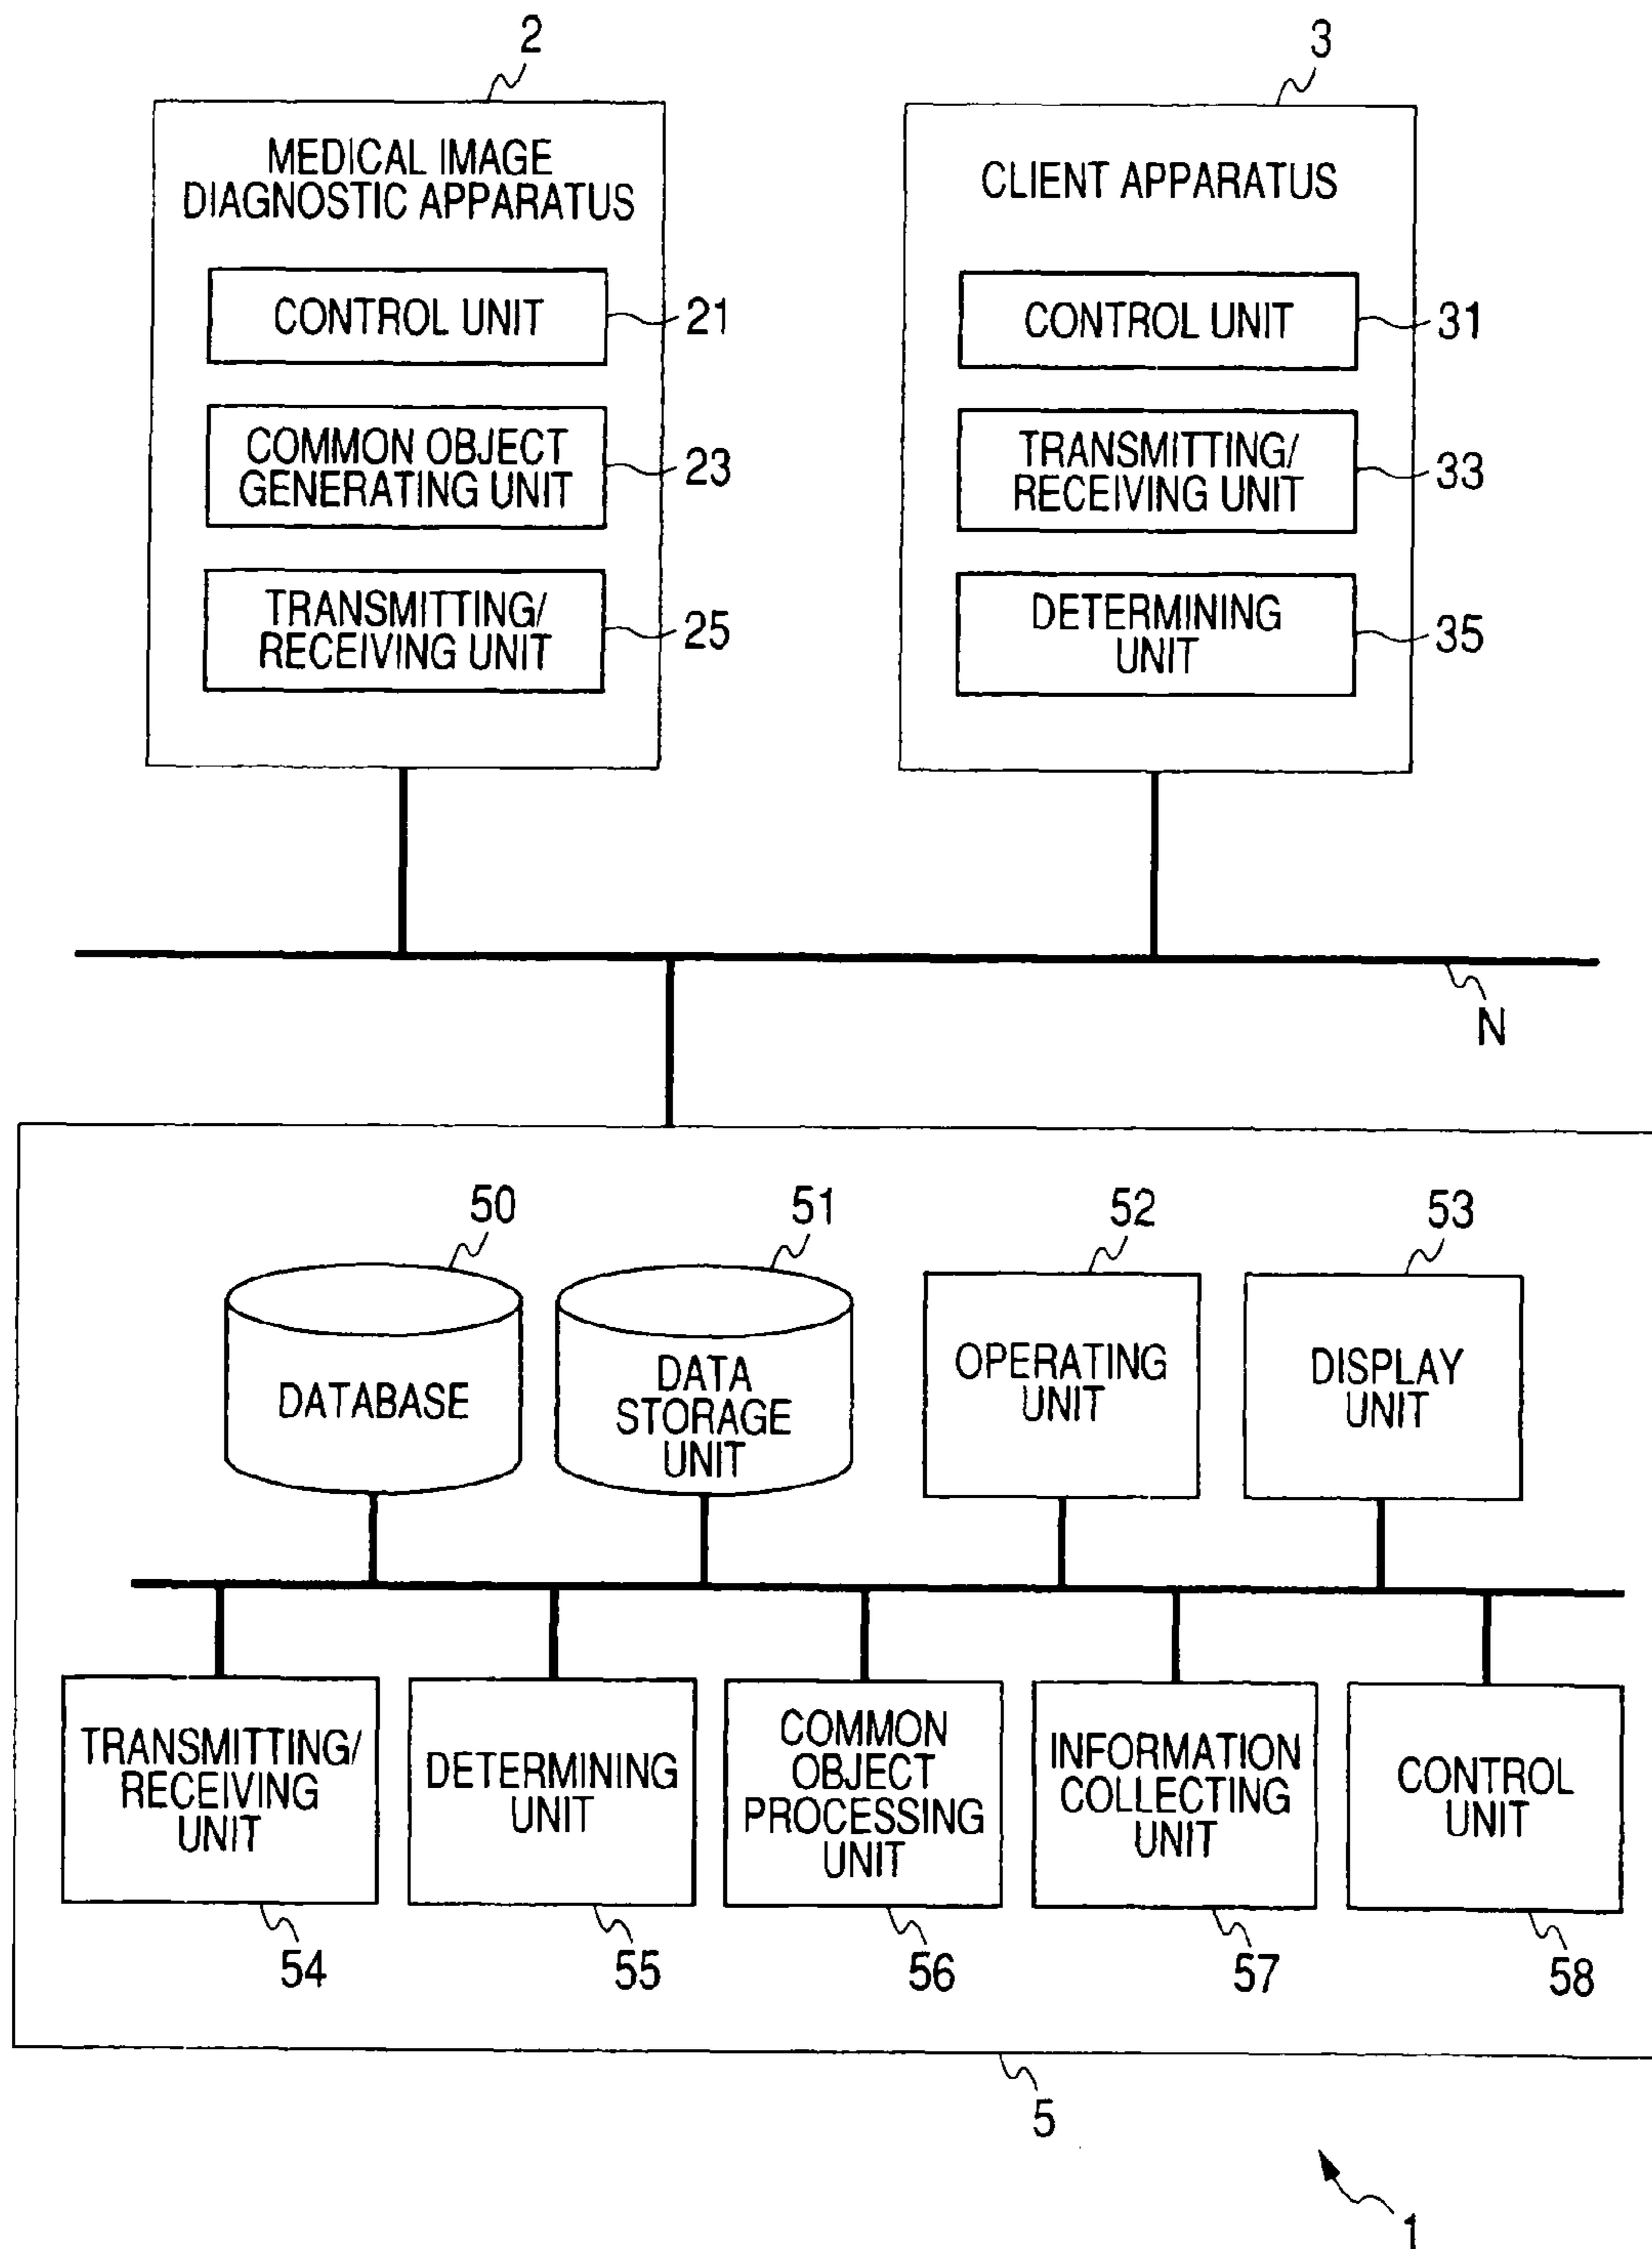 2
3
MEDICAL IMAGE
DIAGNOSTIC APPARATUS
CONTROL UNIT
21
COMMON OBJECT
GENERATING UNIT
23
TRANSMITTING/
RECEIVING UNIT
25
CLIENT APPARATUS
CONTROL UNIT
31
TRANSMITTING/
RECEIVING UNIT
33
DETERMINING
UNIT
35
N
50
51
52
53
DATABASE
DATA
STORAGE
UNIT
OPERATING
UNIT
DISPLAY
UNIT
TRANSMITTING/
RECEIVING
UNIT
DETERMINING
UNIT
COMMON
OBJECT
PROCESSING
UNIT
INFORMATION
COLLECTING
UNIT
CONTROL
UNIT
54
55
56
57
58
5
1